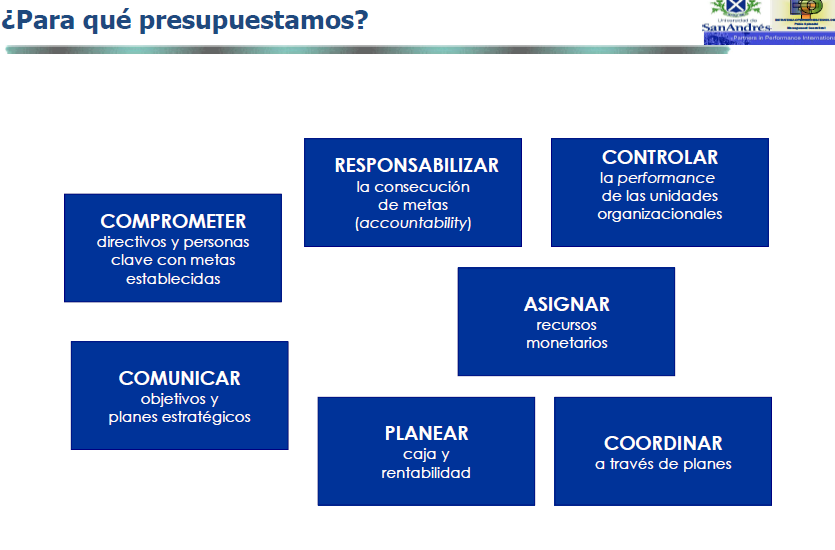 ¿Para qué presupuestamos?
Universidad de
SanAndrés
Partners in Performance International
RESPONSABILIZAR
la consecución
de metas
(accountability)
CONTROLAR
la performance
de las unidades
organizacionales
COMPROMETER
directivos y personas
clave con metas
establecidas
ASIGNAR
recursos
monetarios
COMUNICAR
objetivos y
planes estratégicos
PLANEAR
caja y
rentabilidad
COORDINAR
a través de planes